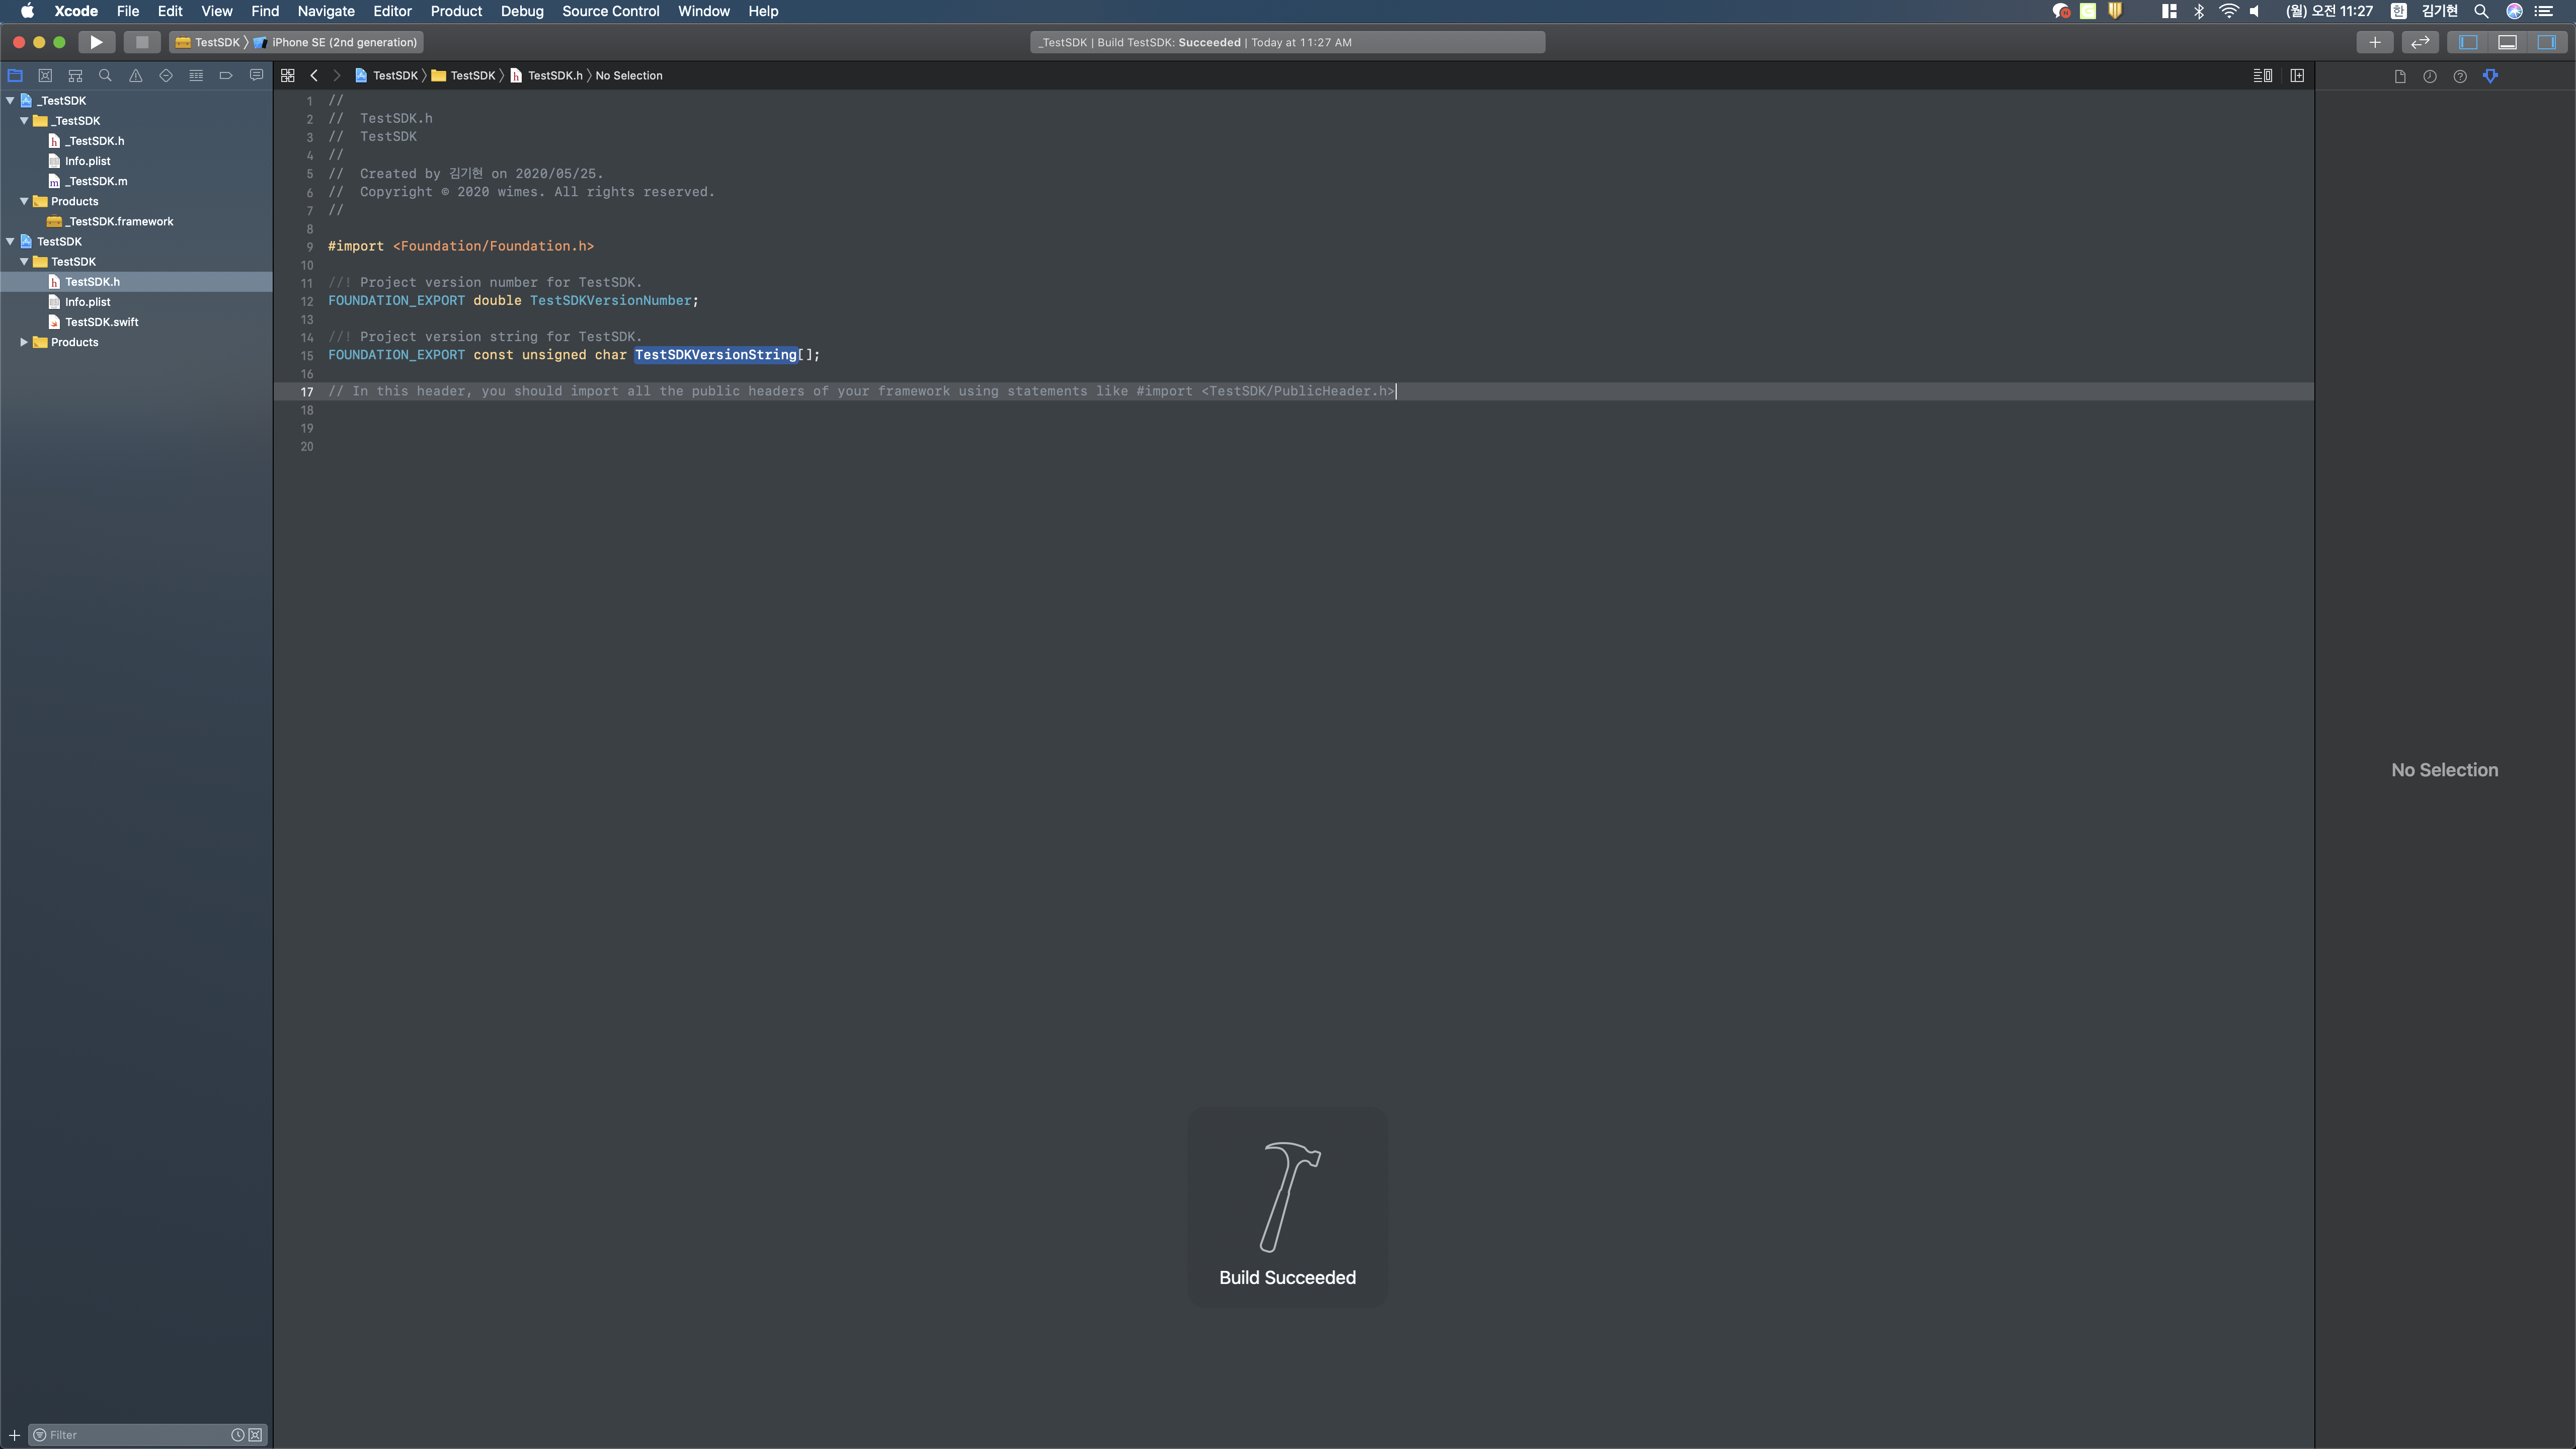 Xcode File Edit View Find Navigate Editor Product Debug Source Control Window Help (월) 오전 11:27 한 김기현
TestSDK 〉 iPhone SE (2nd generation) _TestSDK | Build TestSDK: Succeeded | Today at 11:27 AM
TestSDK 〉 TestSDK 〉 h TestSDK.h 〉 No Selection
_TestSDK
_TestSDK
h _TestSDK.h
Info.plist
m _TestSDK.m
Products
_TestSDK.framework
TestSDK
TestSDK
h TestSDK.h
Info.plist
TestSDK.swift
Products
1 //
2 // TestSDK.h
3 // TestSDK
4 //
5 // Created by 김기현 on 2020/05/25.
6 // Copyright © 2020 wimes. All rights reserved.
7 //
8
9 #import <Foundation/Foundation.h>
10
11 //! Project version number for TestSDK.
12 FOUNDATION_EXPORT double TestSDKVersionNumber;
13
14 //! Project version string for TestSDK.
15 FOUNDATION_EXPORT const unsigned char TestSDKVersionString[];
16
17 // In this header, you should import all the public headers of your framework using statements like #import <TestSDK/PublicHeader.h>
18
19
20
No Selection
Build Succeeded
Filter